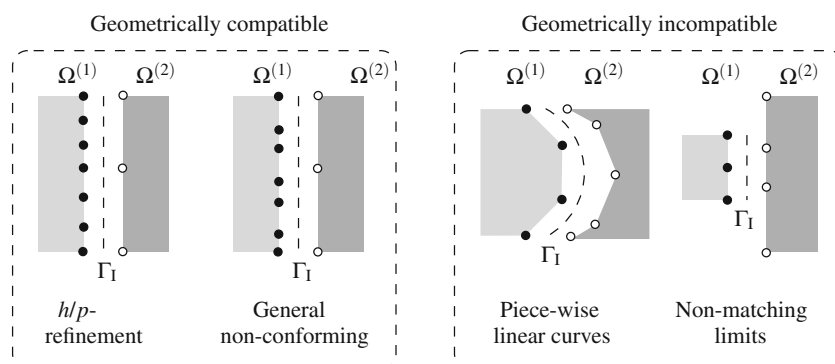 Geometrically compatible
Ω(1) Ω(2)
ΓI
h/p-
refinement
Ω(1) Ω(2)
ΓI
General
non-conforming
Geometrically incompatible
Ω(1) Ω(2)
ΓI
Piece-wise
linear curves
Ω(1) Ω(2)
ΓI
Non-matching
limits